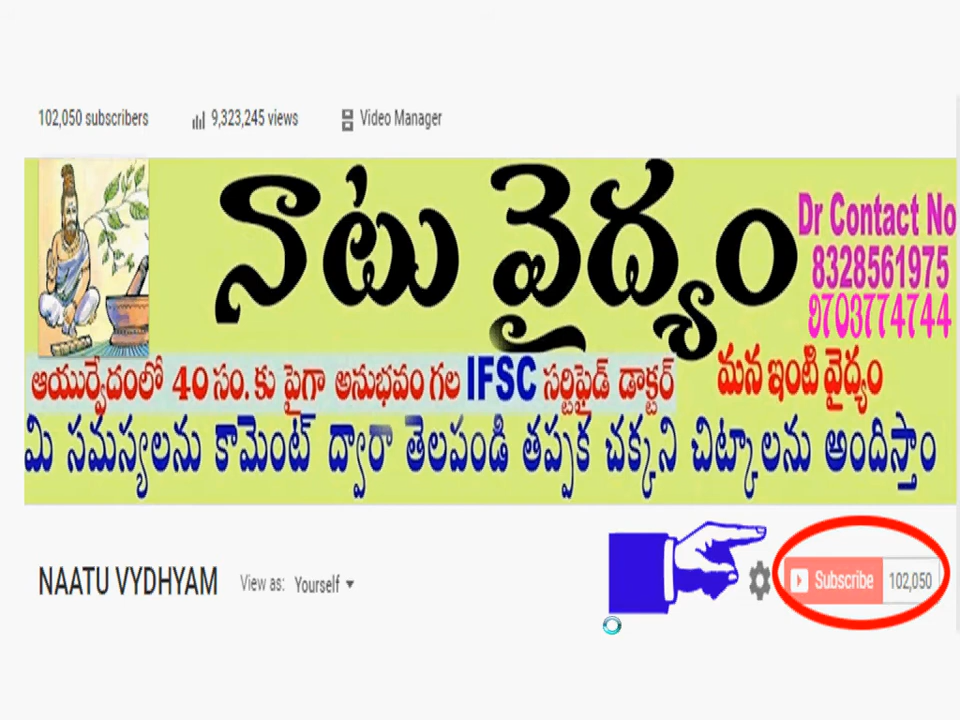 102,050 subscribers 9,323,245 views Video Manager
నాటు వైద్యం
Dr Contact No
8328561975
9703774744
ఆయుర్వేదంలో 40 సం. కు పైగా అనుభవం గల IFSC సర్టిఫైడ్ డాక్టర్ మన ఇంటి వైద్యం
మి సమస్యలను కామెంట్ ద్వారా తెలపండి తప్పక చక్కని చిట్కాలను అందిస్తాం
NAATU VYDHYAM View as: Yourself Subscribe 102,050